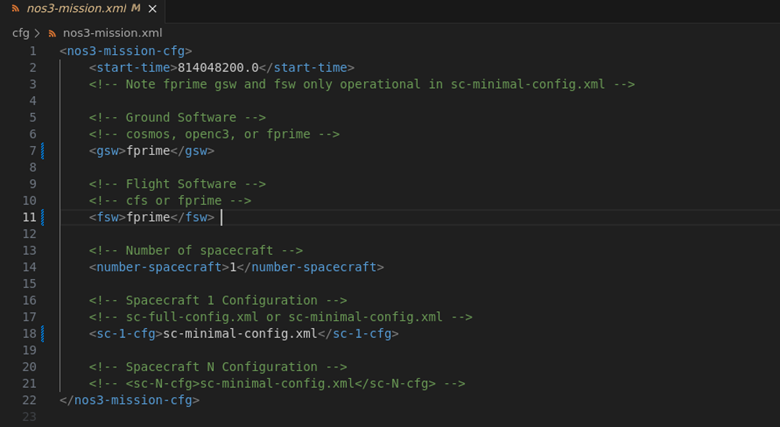 nos3-mission.xml M ×
cfg > nos3-mission.xml
1 <nos3-mission-cfg>
2 <start-time>814048200.0</start-time>
3 <!-- Note fprime gsw and fsw only operational in sc-minimal-config.xml -->
4
5 <!-- Ground Software -->
6 <!-- cosmos, openc3, or fprime -->
7 <gsw>fprime</gsw>
8
9 <!-- Flight Software -->
10 <!-- cfs or fprime -->
11 <fsw>fprime</fsw>
12
13 <!-- Number of spacecraft -->
14 <number-spacecraft>1</number-spacecraft>
15
16 <!-- Spacecraft 1 Configuration -->
17 <!-- sc-full-config.xml or sc-minimal-config.xml -->
18 <sc-1-cfg>sc-minimal-config.xml</sc-1-cfg>
19
20 <!-- Spacecraft N Configuration -->
21 <!-- <sc-N-cfg>sc-minimal-config.xml</sc-N-cfg> -->
22 </nos3-mission-cfg>
23